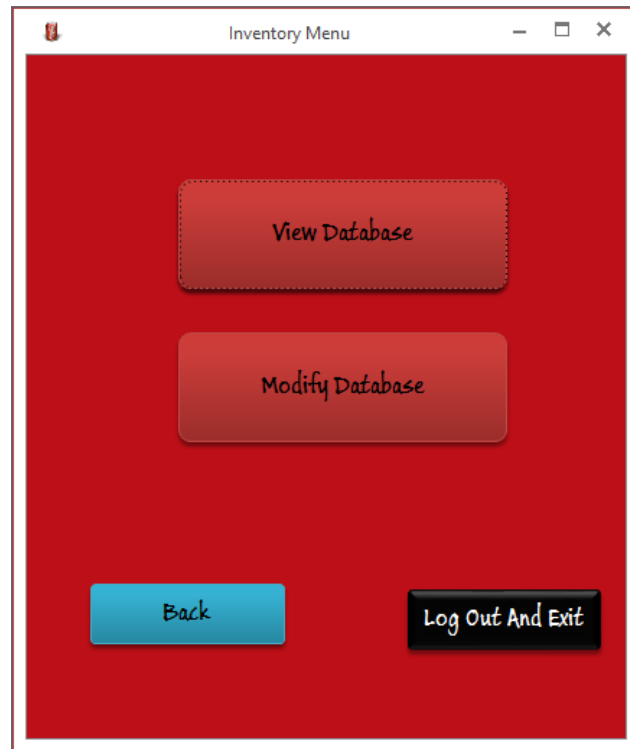 Inventory Menu
View Database
Modify Database
Back
Log Out And Exit